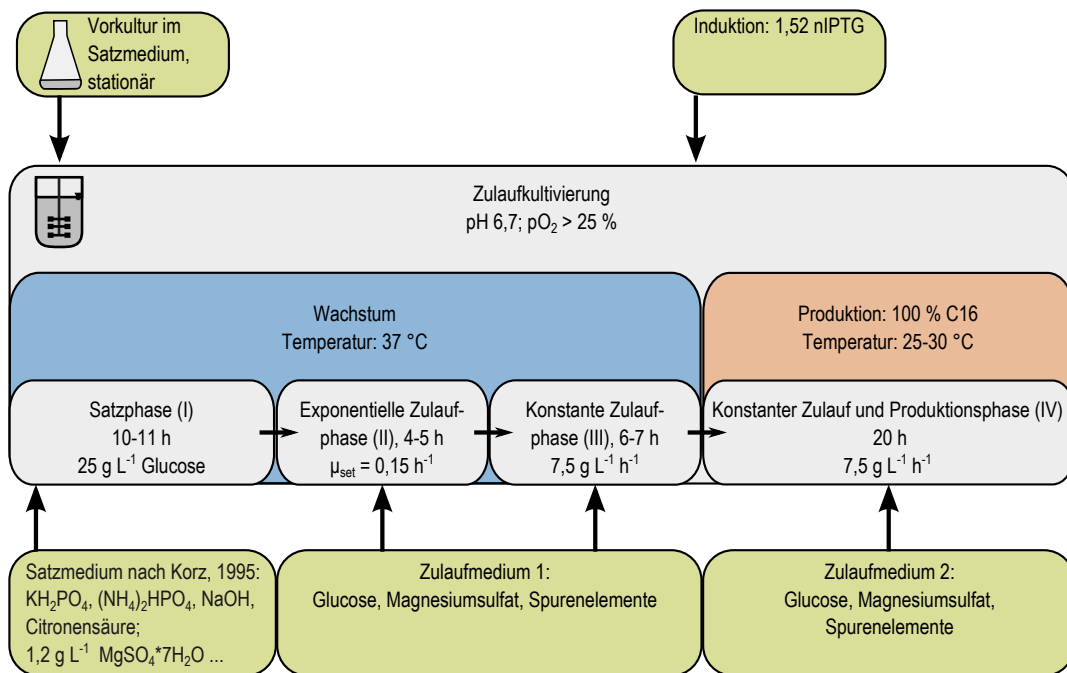 Vorkultur im
Satzmedium,
stationär
Induktion: 1,52 nIPTG
Zulaufkultivierung
pH 6,7; pO₂ > 25 %
Wachstum
Temperatur: 37 °C
Produktion: 100 % C16
Temperatur: 25-30 °C
Satzphase (I)
10-11 h
25 g L⁻¹ Glucose
Exponentielle Zulauf-
phase (II), 4-5 h
µset = 0,15 h⁻¹
Konstante Zulauf-
phase (III), 6-7 h
7,5 g L⁻¹ h⁻¹
Konstanter Zulauf und Produktionsphase (IV)
20 h
7,5 g L⁻¹ h⁻¹
Satzmedium nach Korz, 1995:
KH₂PO₄, (NH₄)₂HPO₄, NaOH,
Citronensäure;
1,2 g L⁻¹ MgSO₄*7H₂O ...
Zulaufmedium 1:
Glucose, Magnesiumsulfat, Spurenelemente
Zulaufmedium 2:
Glucose, Magnesiumsulfat,
Spurenelemente